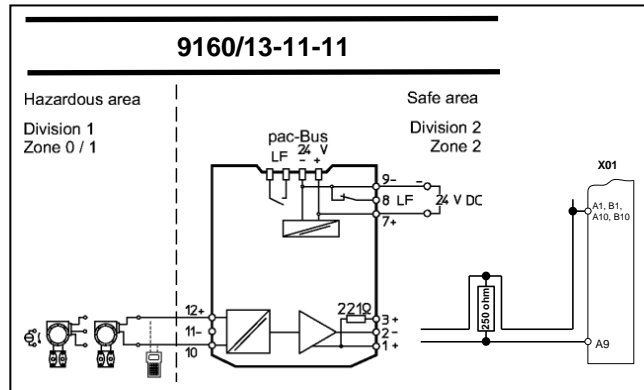 9160/13-11-11
Hazardous area
Division 1
Zone 0 / 1
Safe area
Division 2
Zone 2
pac-Bus
LF 24 V
- +
9-
8 LF
7+
-
24 V DC
12+
11-
10
221Ω
3 +
2 -
1 +
250 ohm
X01
A1, B1,
A10, B10
A9